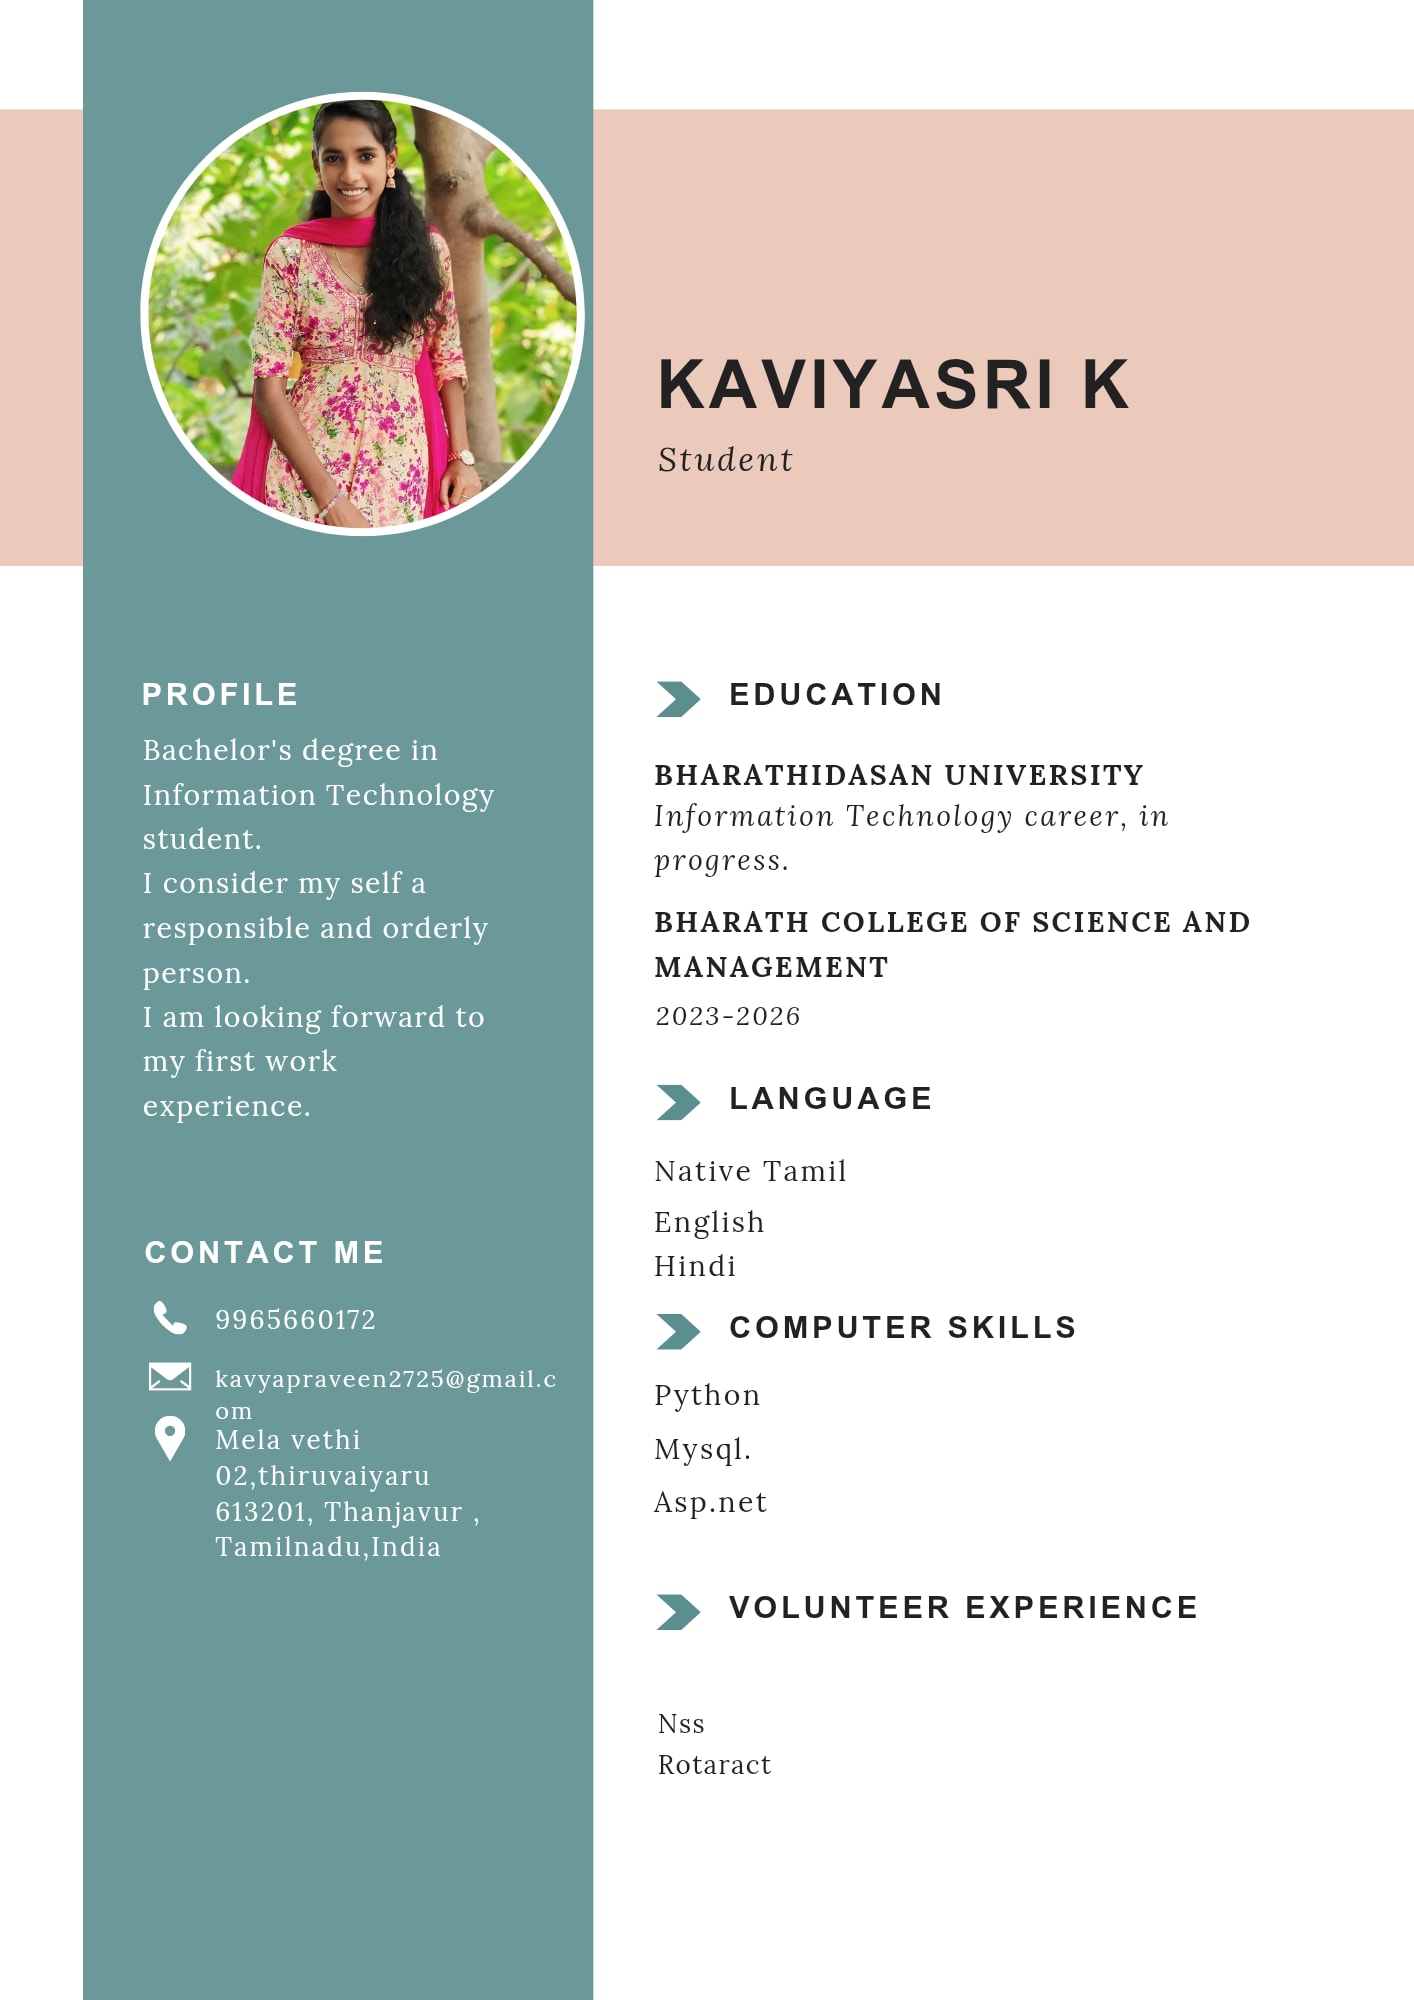 KAVIYASRI K
Student
PROFILE
Bachelor's degree in
Information Technology
student.
I consider my self a
responsible and orderly
person.
I am looking forward to
my first work
experience.
CONTACT ME
9965660172
kavyapraveen2725@gmail.c
om
Mela vethi
02,thiruvaiyaru
613201, Thanjavur ,
Tamilnadu,India
EDUCATION
BHARATHIDASAN UNIVERSITY
Information Technology career, in
progress.
BHARATH COLLEGE OF SCIENCE AND
MANAGEMENT
2023-2026
LANGUAGE
Native Tamil
English
Hindi
COMPUTER SKILLS
Python
Mysql.
Asp.net
VOLUNTEER EXPERIENCE
Nss
Rotaract